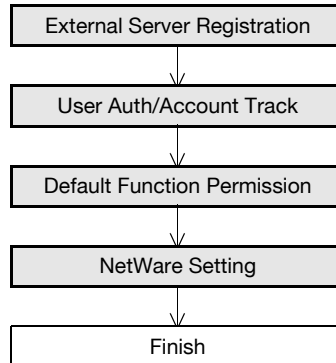 External Server Registration
User Auth/Account Track
Default Function Permission
NetWare Setting
Finish